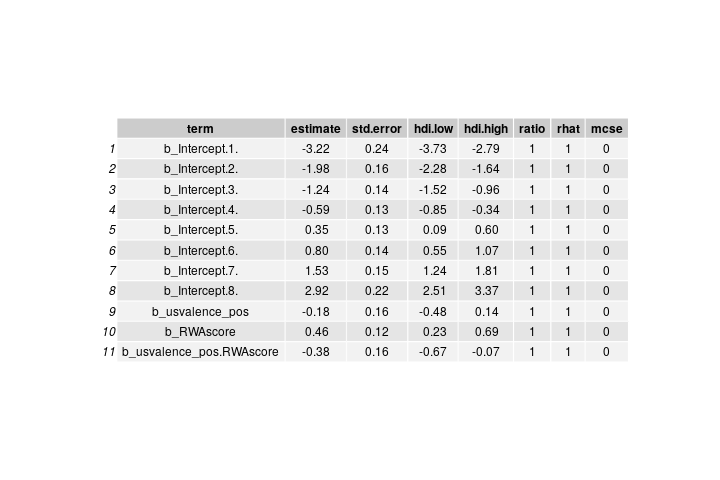 term estimate std.error hdi.low hdi.high ratio rhat mcse
1 b_Intercept.1. -3.22 0.24 -3.73 -2.79 1 1 0
2 b_Intercept.2. -1.98 0.16 -2.28 -1.64 1 1 0
3 b_Intercept.3. -1.24 0.14 -1.52 -0.96 1 1 0
4 b_Intercept.4. -0.59 0.13 -0.85 -0.34 1 1 0
5 b_Intercept.5. 0.35 0.13 0.09 0.60 1 1 0
6 b_Intercept.6. 0.80 0.14 0.55 1.07 1 1 0
7 b_Intercept.7. 1.53 0.15 1.24 1.81 1 1 0
8 b_Intercept.8. 2.92 0.22 2.51 3.37 1 1 0
9 b_usvalence_pos -0.18 0.16 -0.48 0.14 1 1 0
10 b_RWAscore 0.46 0.12 0.23 0.69 1 1 0
11 b_usvalence_pos.RWAscore -0.38 0.16 -0.67 -0.07 1 1 0